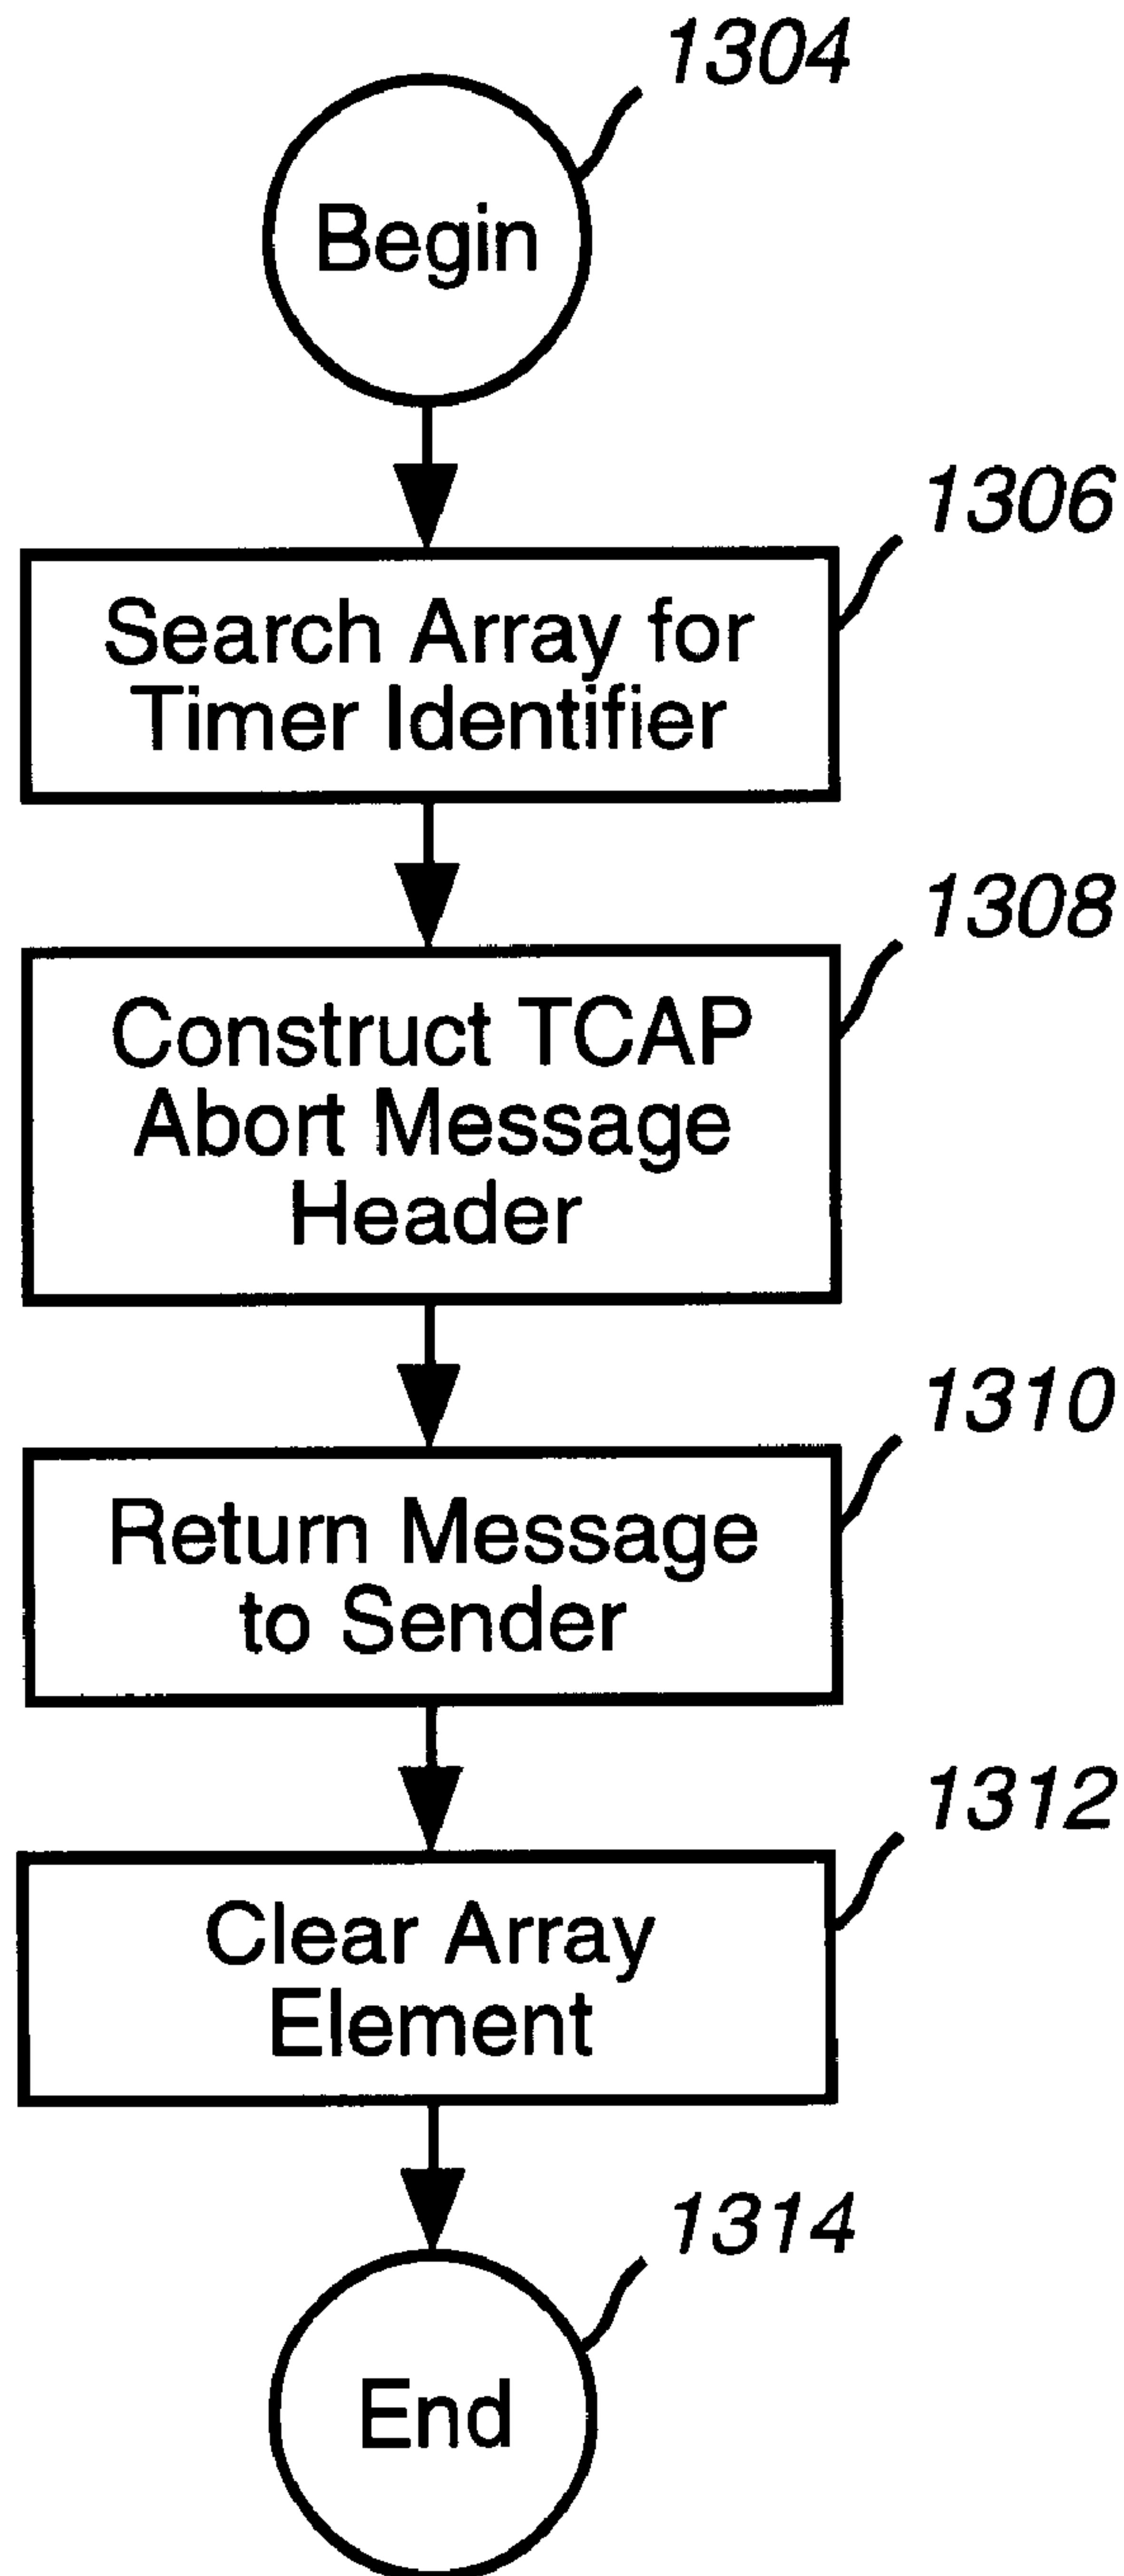 1304
Begin
1306
Search Array for
Timer Identifier
1308
Construct TCAP
Abort Message
Header
1310
Return Message
to Sender
1312
Clear Array
Element
1314
End